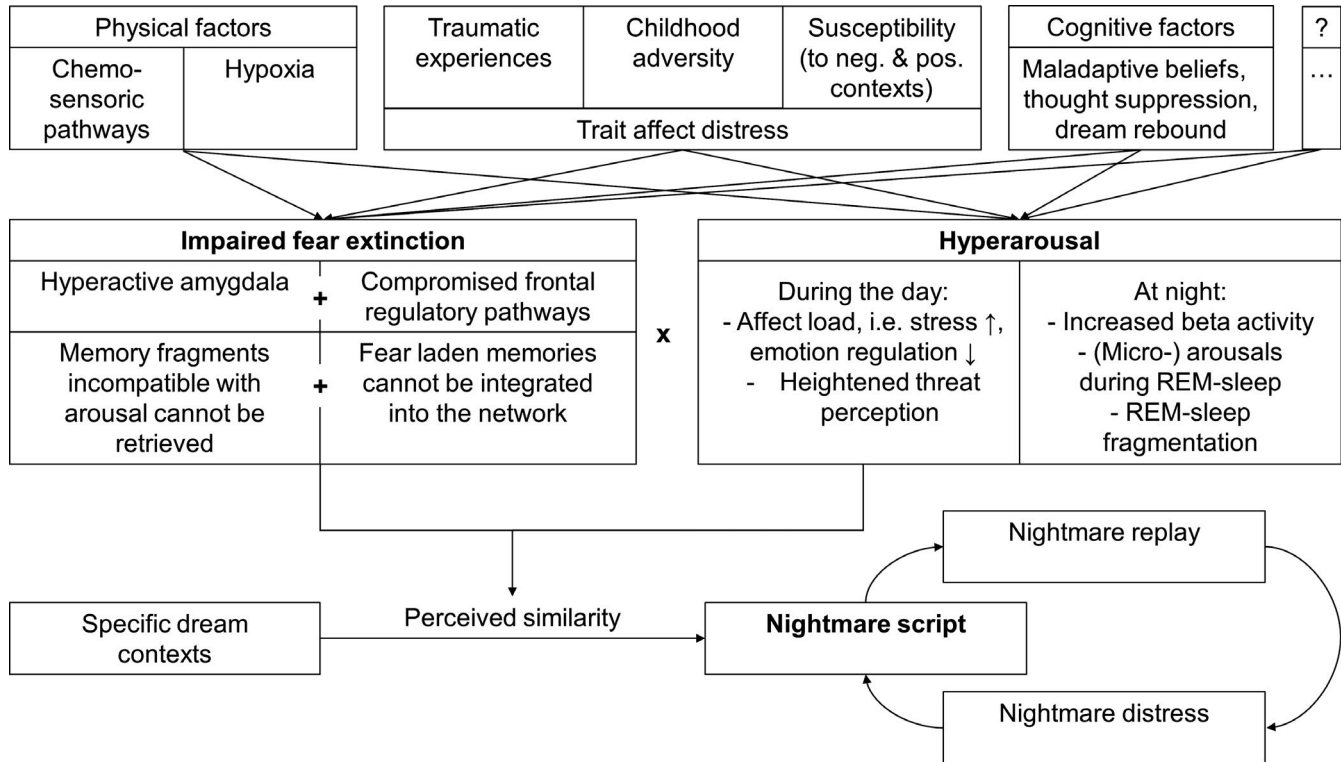 Physical factors
Chemo-
sensoric
pathways
Hypoxia
Traumatic
experiences
Childhood
adversity
Susceptibility
(to neg. & pos.
contexts)
Trait affect distress
Cognitive factors
Maladaptive beliefs,
thought suppression,
dream rebound
?
…
Impaired fear extinction
Hyperactive amygdala
+
Compromised frontal
regulatory pathways
Memory fragments
incompatible with
arousal cannot be
retrieved
+
Fear laden memories
cannot be integrated
into the network
x
Hyperarousal
During the day:
- Affect load, i.e. stress ↑,
emotion regulation ↓
- Heightened threat
perception
At night:
- Increased beta activity
- (Micro-) arousals
during REM-sleep
- REM-sleep
fragmentation
Nightmare replay
Specific dream
contexts
Perceived similarity
Nightmare script
Nightmare distress